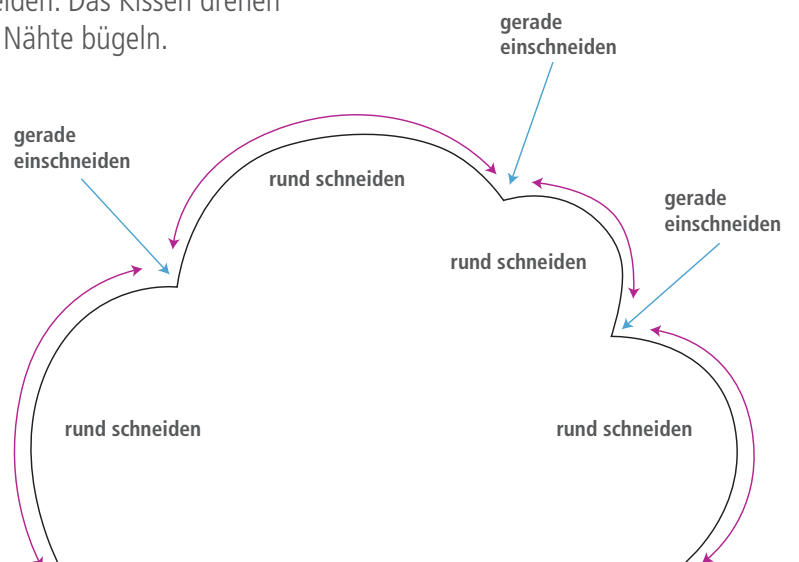 Das Kissen drehen
Nähte bügeln.
gerade
einschneiden
gerade
einschneiden
rund schneiden
gerade
einschneiden
rund schneiden
rund schneiden
rund schneiden